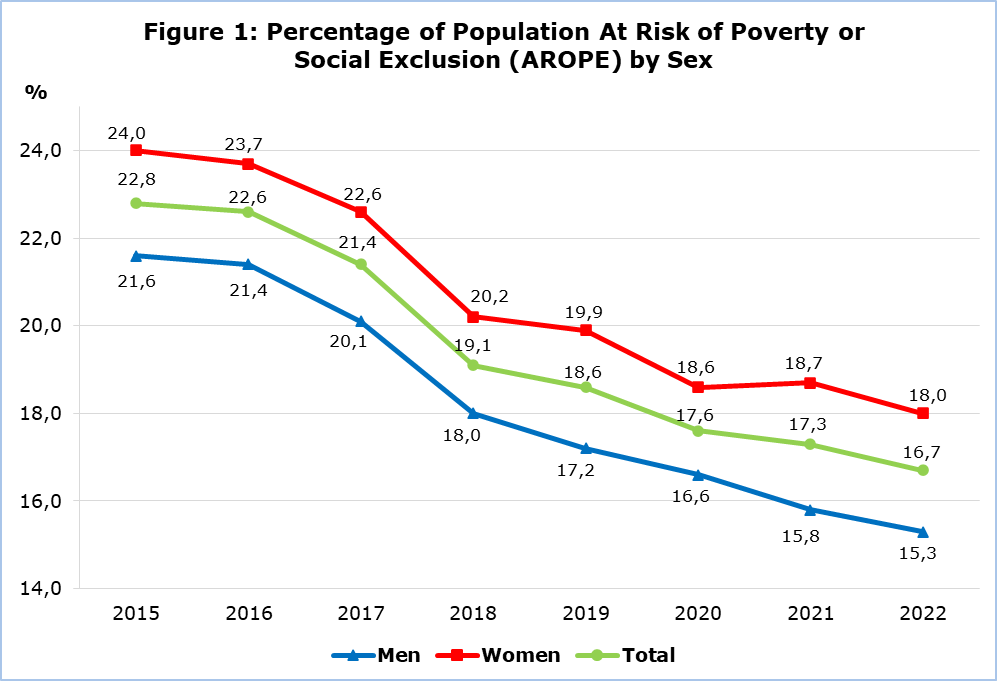 Figure 1: Percentage of Population At Risk of Poverty or
Social Exclusion (AROPE) by Sex
%
24,0
22,0
20,0
18,0
16,0
14,0
24,0 23,7 22,6 20,2 19,9 18,6 18,7 18,0
22,8 22,6 21,4 19,1 18,6 17,6 17,3 16,7
21,6 21,4 20,1 18,0 17,2 16,6 15,8 15,3
2015 2016 2017 2018 2019 2020 2021 2022
Men Women Total